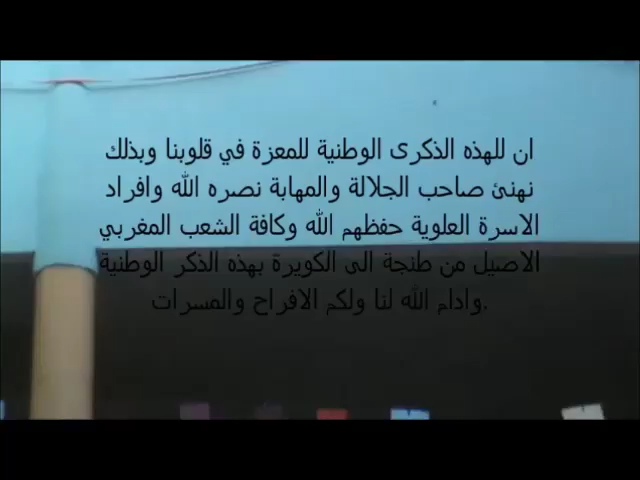 ان للهذه الذكرى الوطنية للمعزة في قلوبنا وبذلك
نهنئ صاحب الجلالة والمهابة نصره الله وافراد
الاسرة العلوية حفظهم الله وكافة الشعب المغربي
الاصيل من طنجة الى الكويرة بهذه الذكر الوطنية
وادام الله لنا ولكم الافراح والمسرات.